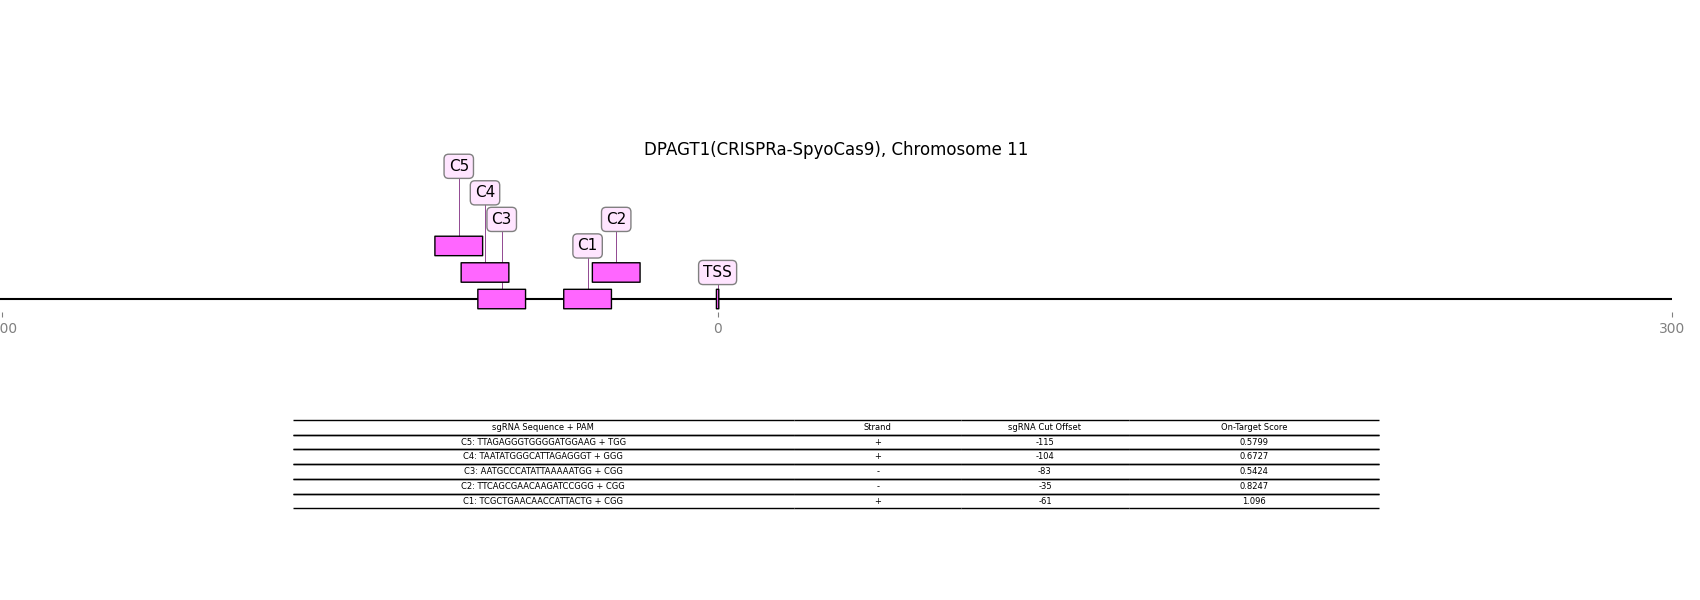 DPAGT1(CRISPRa-SpyoCas9), Chromosome 11
C5
C4
C3
C2
C1
TSS
00 0 300
sgRNA Sequence + PAM Strand sgRNA Cut Offset On-Target Score
C5: TTAGAGGGTGGGGATGGAAG + TGG + -115 0.5799
C4: TAATATGGGCATTAGAGGGT + GGG + -104 0.6727
C3: AATGCCCATATTAAAAATGG + CGG - -83 0.5424
C2: TTCAGCGAACAAGATCCGGG + CGG - -35 0.8247
C1: TCGCTGAACAACCATTACTG + CGG + -61 1.096